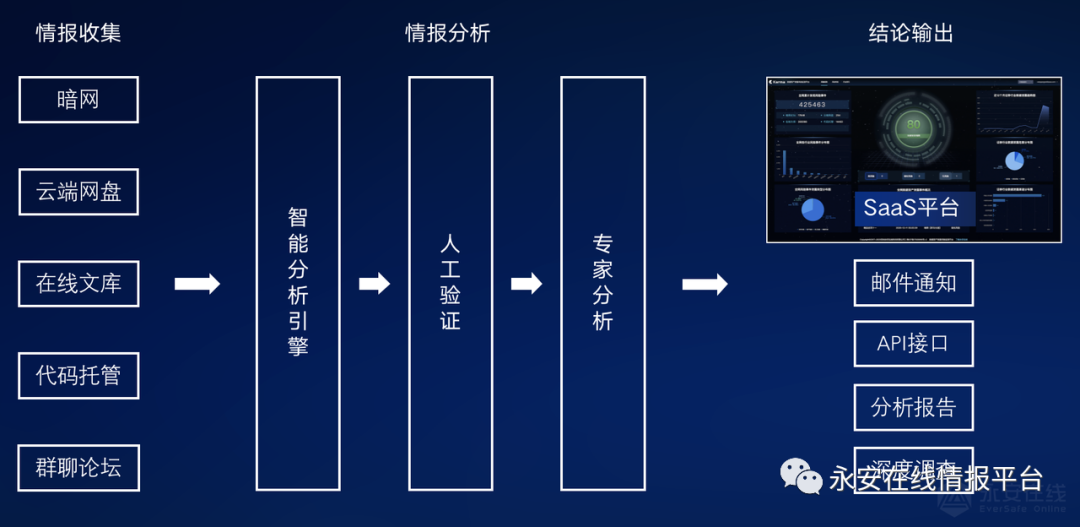 情报收集
情报分析
结论输出
暗网
云端网盘
在线文库
代码托管
群聊论坛
智能分析引擎
人工验证
专家分析
425463
80
SaaS平台
邮件通知
API接口
分析报告
深度调查
永安在线情报平台
永安在线
EverSafe Online